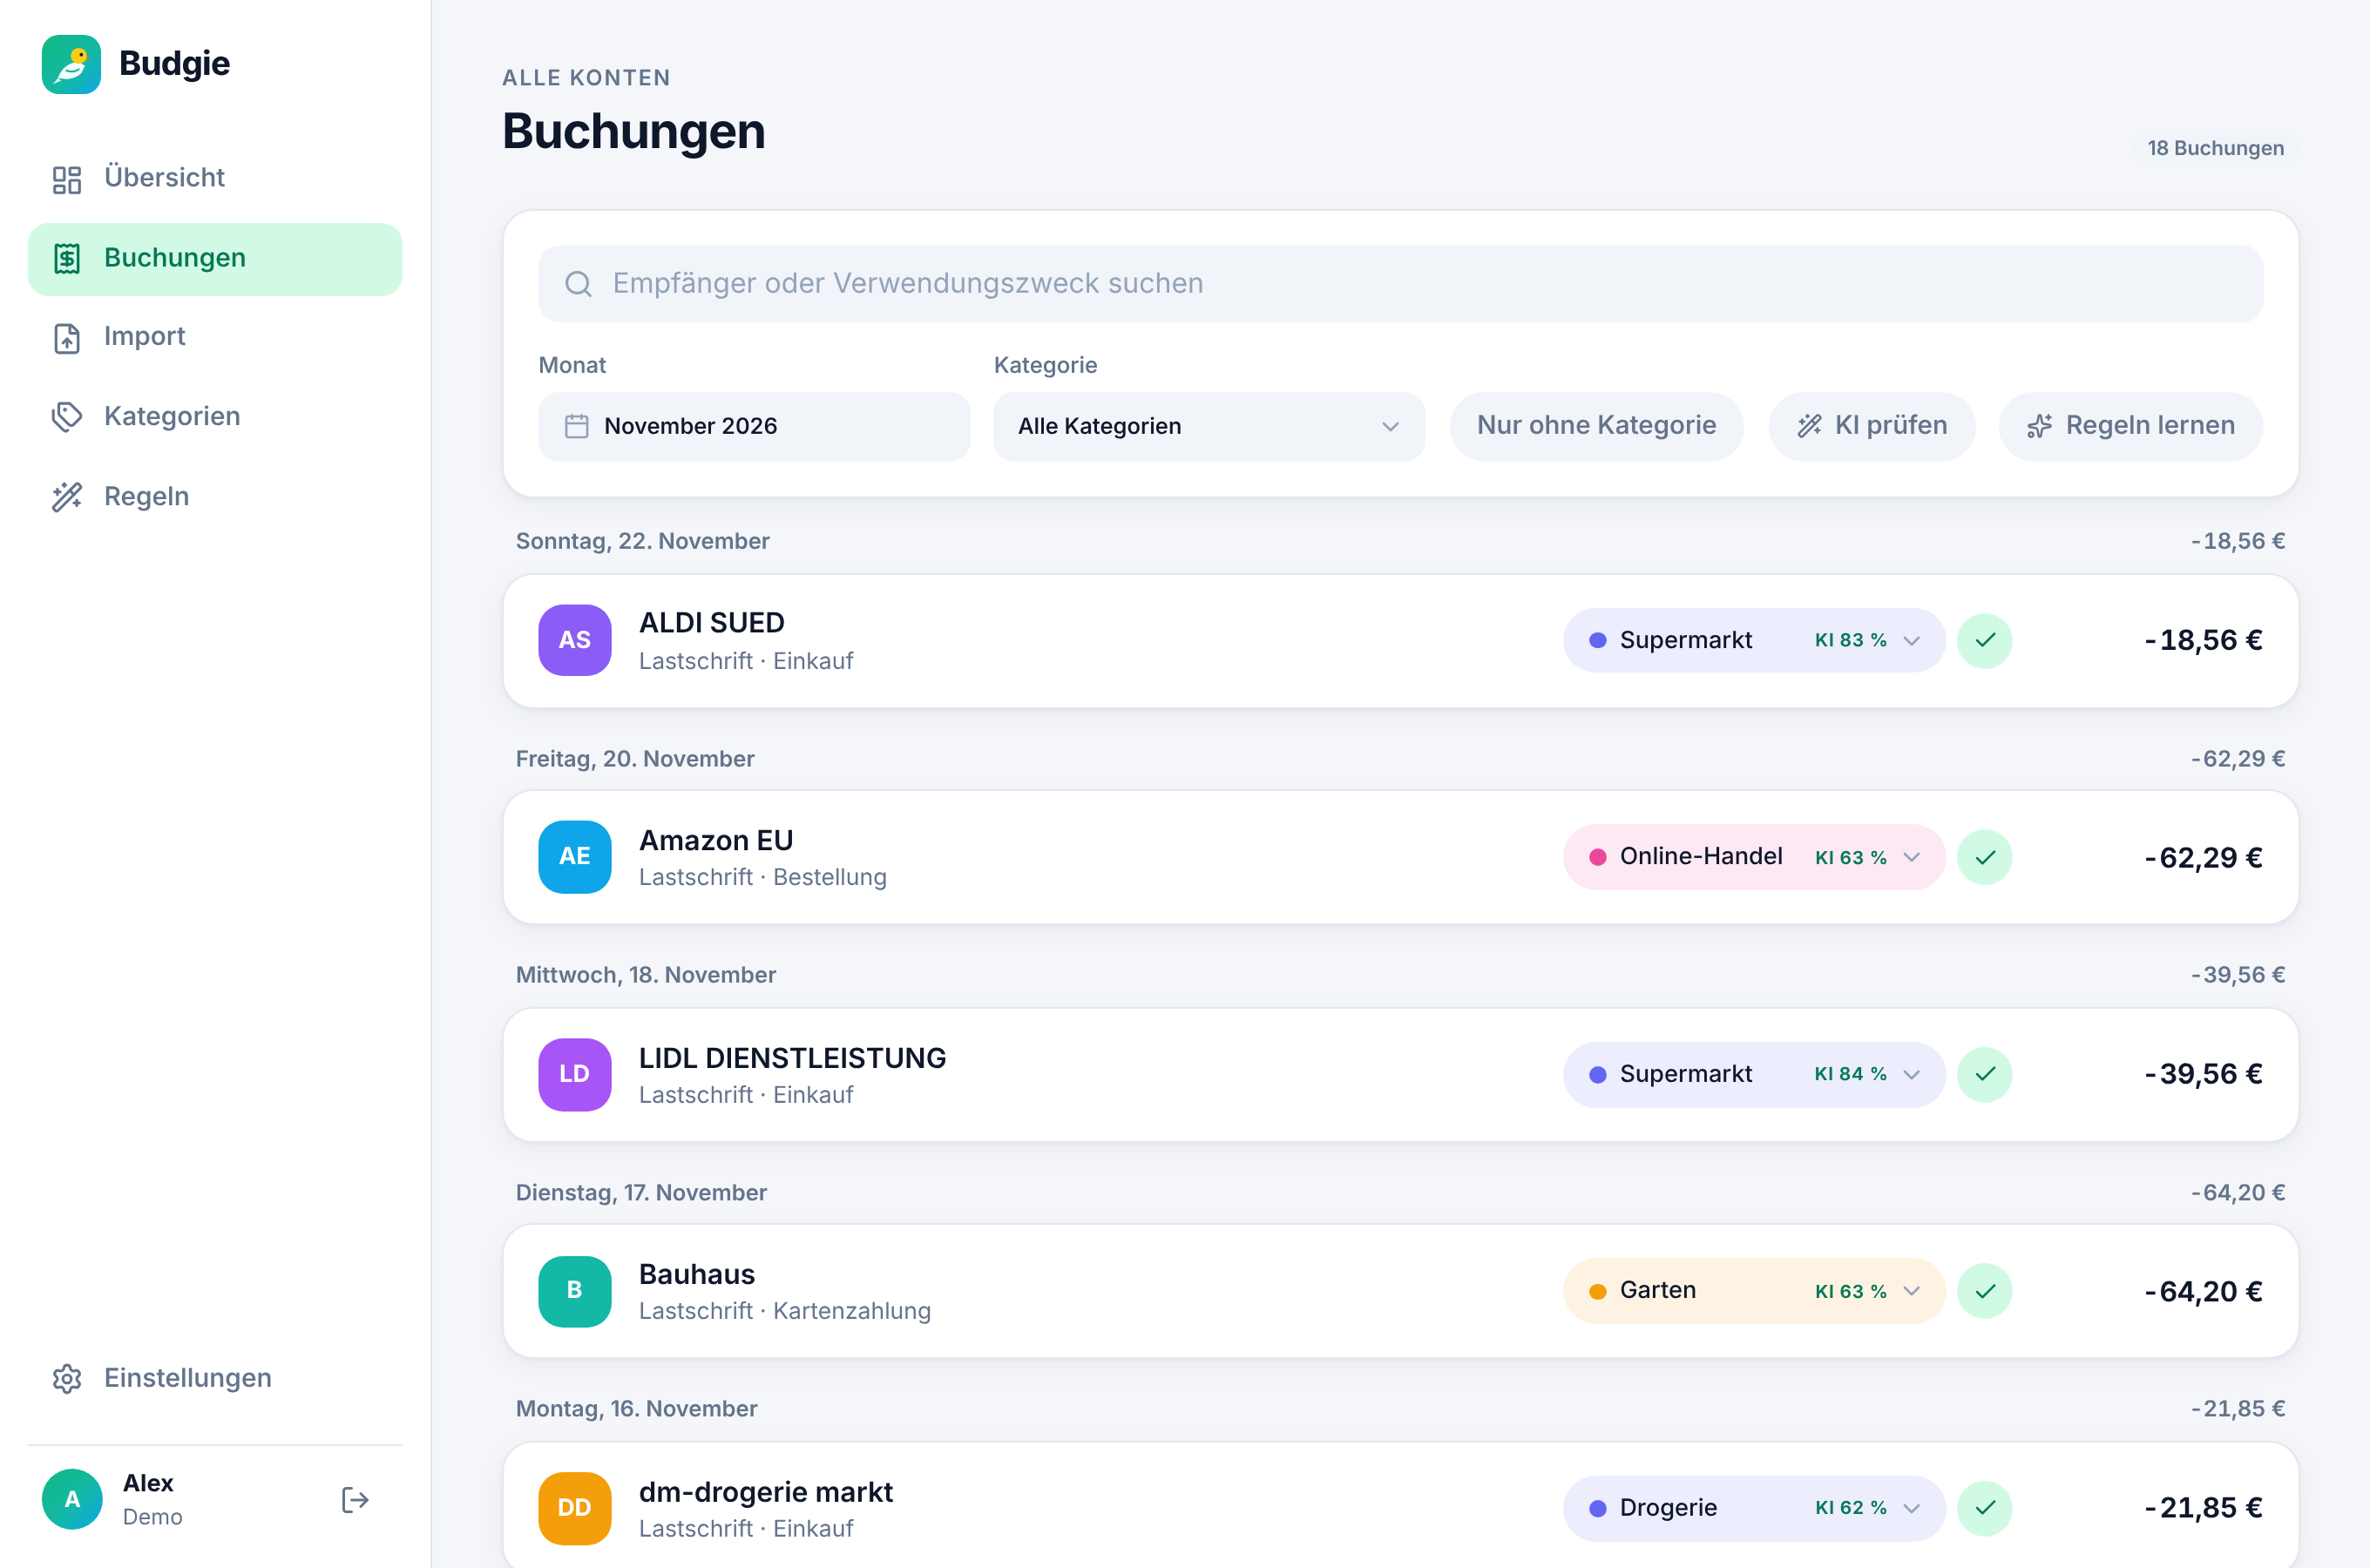 Budgie
Übersicht
Buchungen
Import
Kategorien
Regeln
Einstellungen
A
Alex
Demo
ALLE KONTEN
Buchungen
18 Buchungen
Empfänger oder Verwendungszweck suchen
Monat
Kategorie
November 2026
Alle Kategorien
Nur ohne Kategorie
KI prüfen
Regeln lernen
Sonntag, 22. November
-18,56 €
AS
ALDI SUED
Lastschrift · Einkauf
Supermarkt
KI 83 %
-18,56 €
Freitag, 20. November
-62,29 €
AE
Amazon EU
Lastschrift · Bestellung
Online-Handel
KI 63 %
-62,29 €
Mittwoch, 18. November
-39,56 €
LD
LIDL DIENSTLEISTUNG
Lastschrift · Einkauf
Supermarkt
KI 84 %
-39,56 €
Dienstag, 17. November
-64,20 €
B
Bauhaus
Lastschrift · Kartenzahlung
Garten
KI 63 %
-64,20 €
Montag, 16. November
-21,85 €
DD
dm-drogerie markt
Lastschrift · Einkauf
Drogerie
KI 62 %
-21,85 €